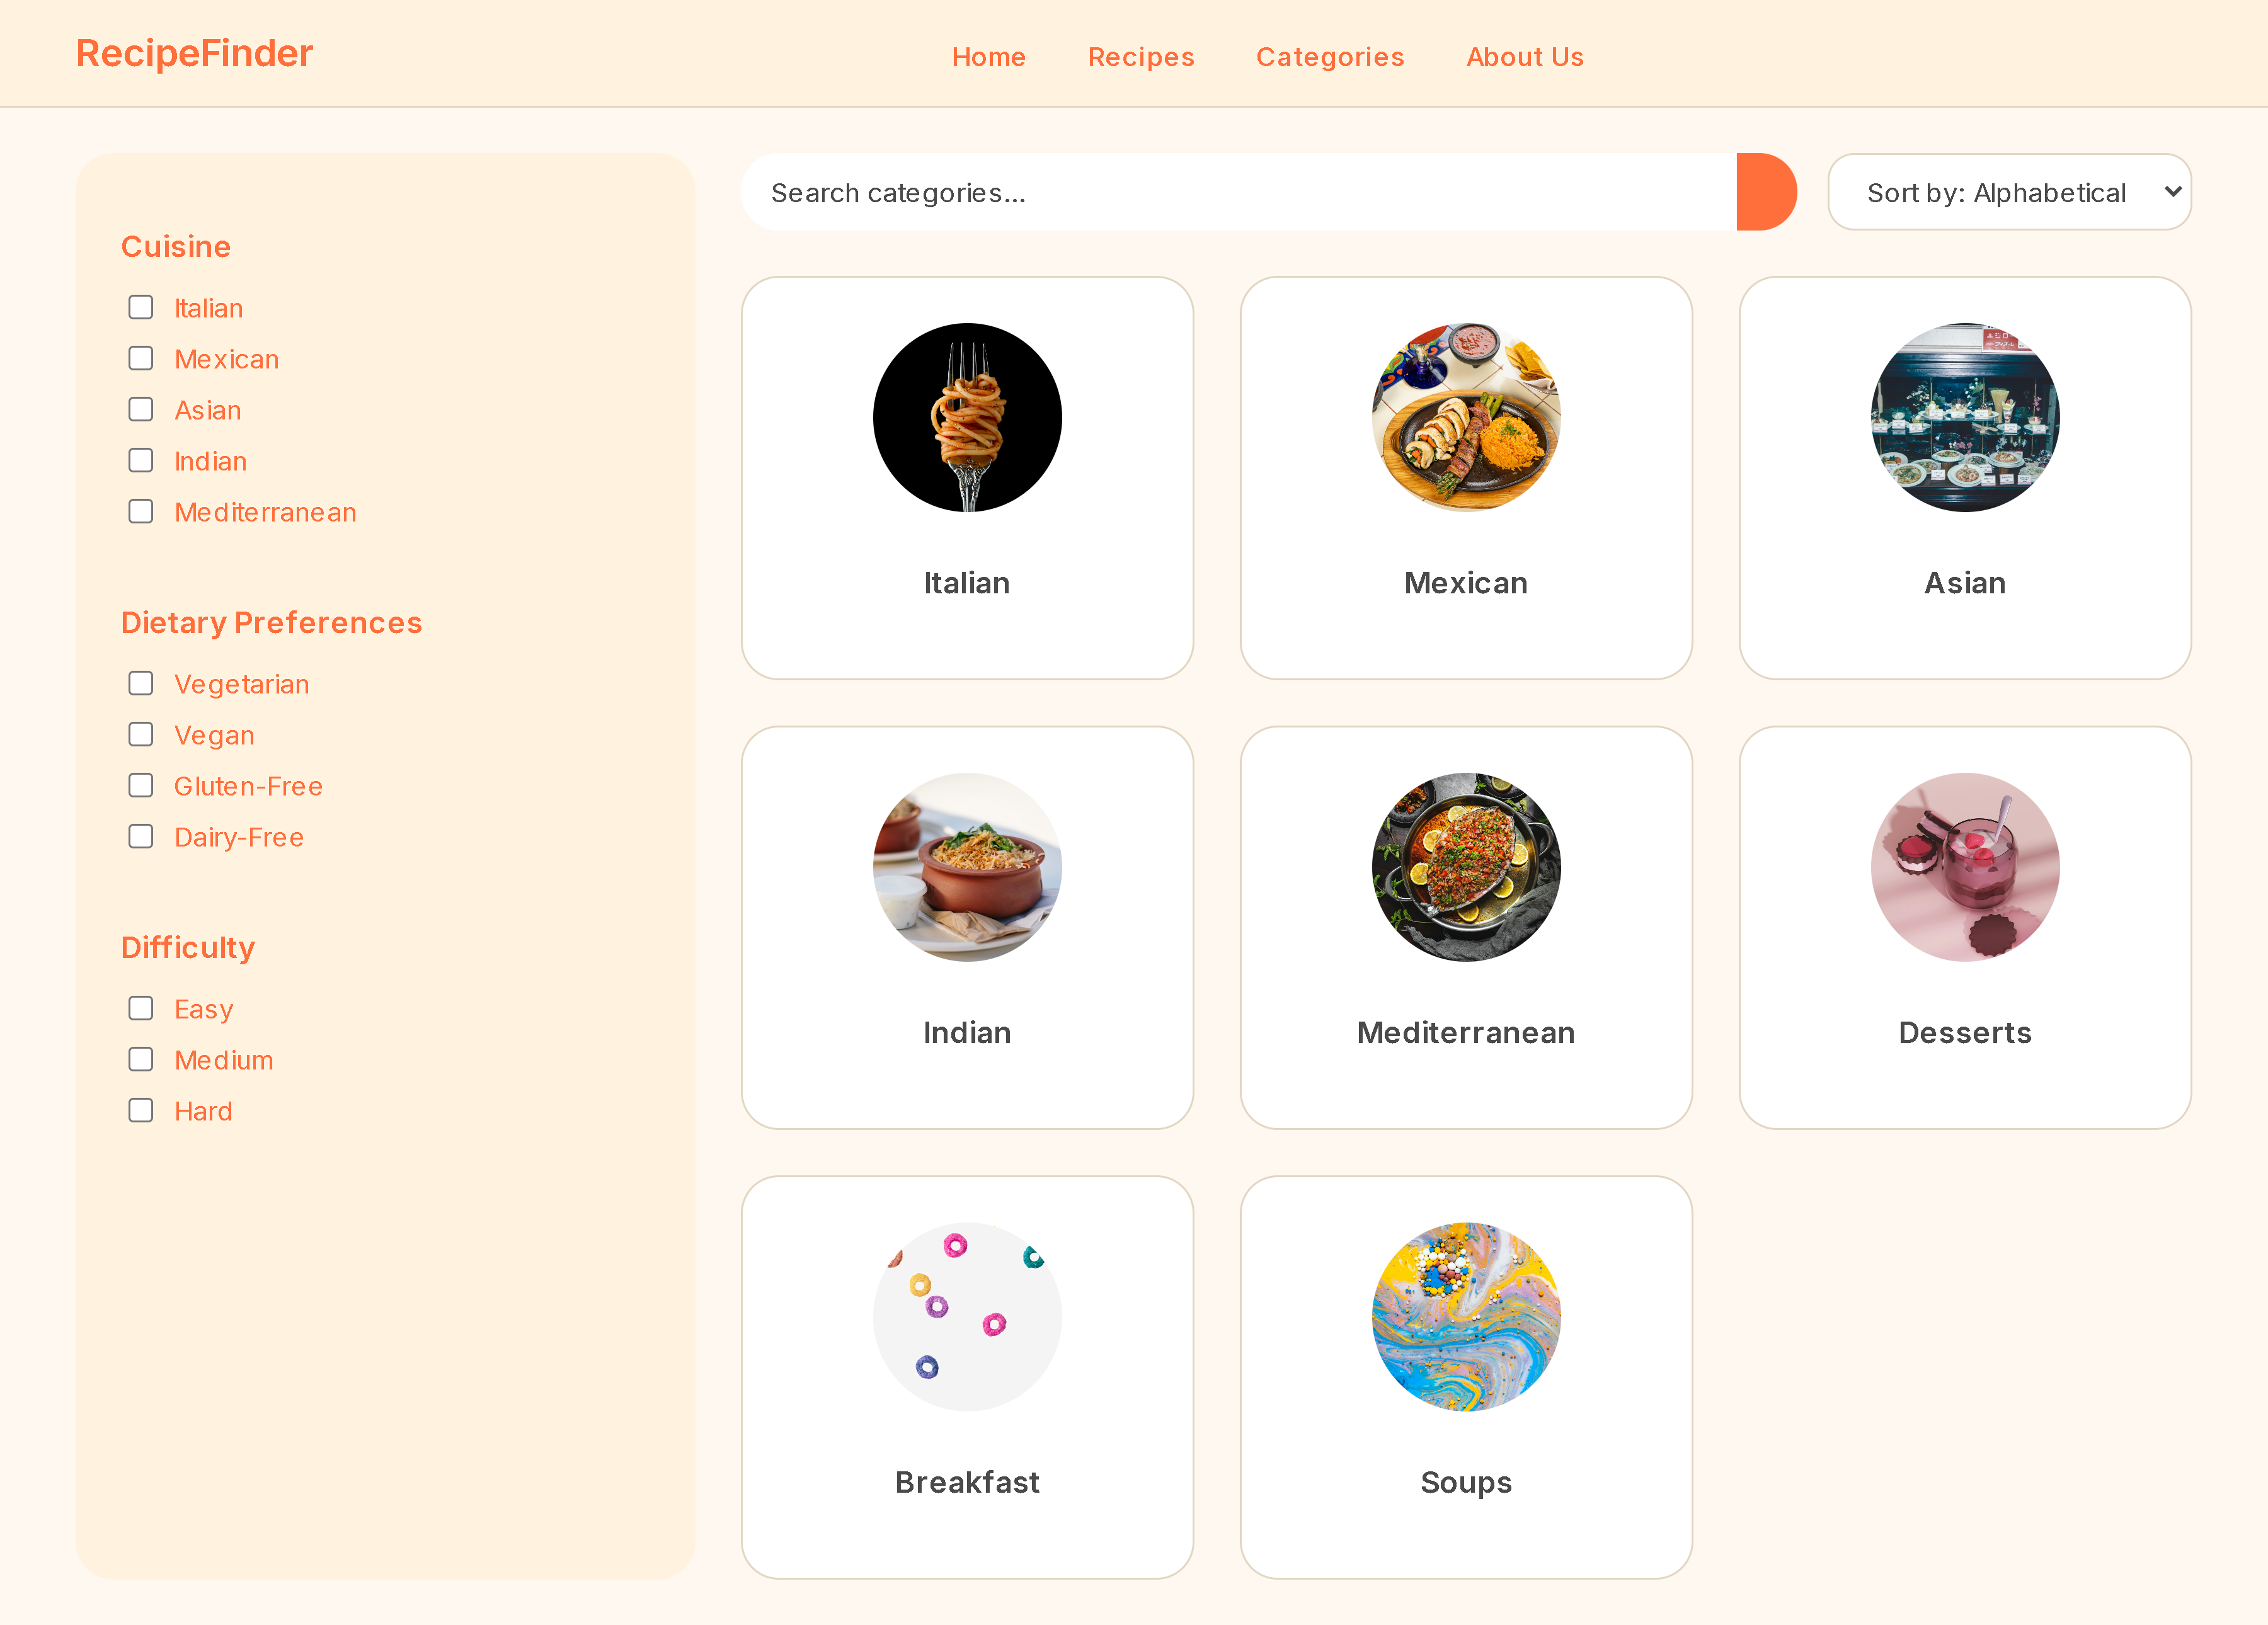 RecipeFinder
Home
Recipes
Categories
About Us
Cuisine
Italian
Mexican
Asian
Indian
Mediterranean
Dietary Preferences
Vegetarian
Vegan
Gluten-Free
Dairy-Free
Difficulty
Easy
Medium
Hard
Search categories...
Sort by: Alphabetical
Italian
Mexican
Asian
Indian
Mediterranean
Desserts
Breakfast
Soups